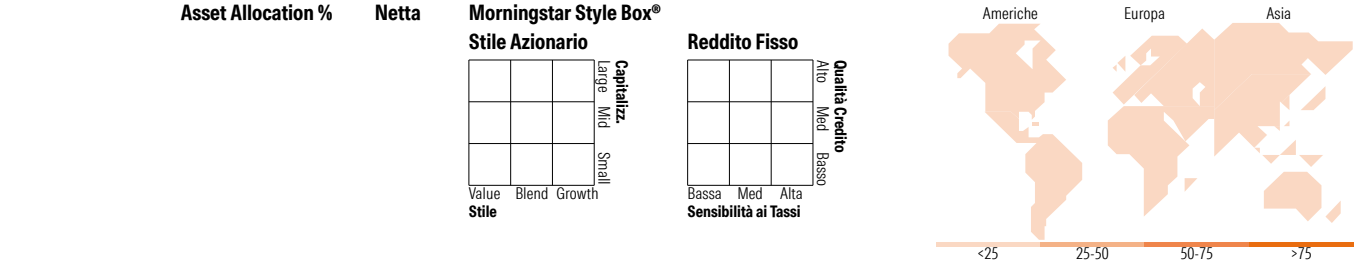 Asset Allocation % Netta
Morningstar Style Box®
Stile Azionario
Large Mid Small
Capitalizz.
Value Blend Growth
Stile
Reddito Fisso
Alto Med Basso
Qualità Credito
Bassa Med Alta
Sensibilità ai Tassi
Americhe Europa Asia
<25 25-50 50-75 >75